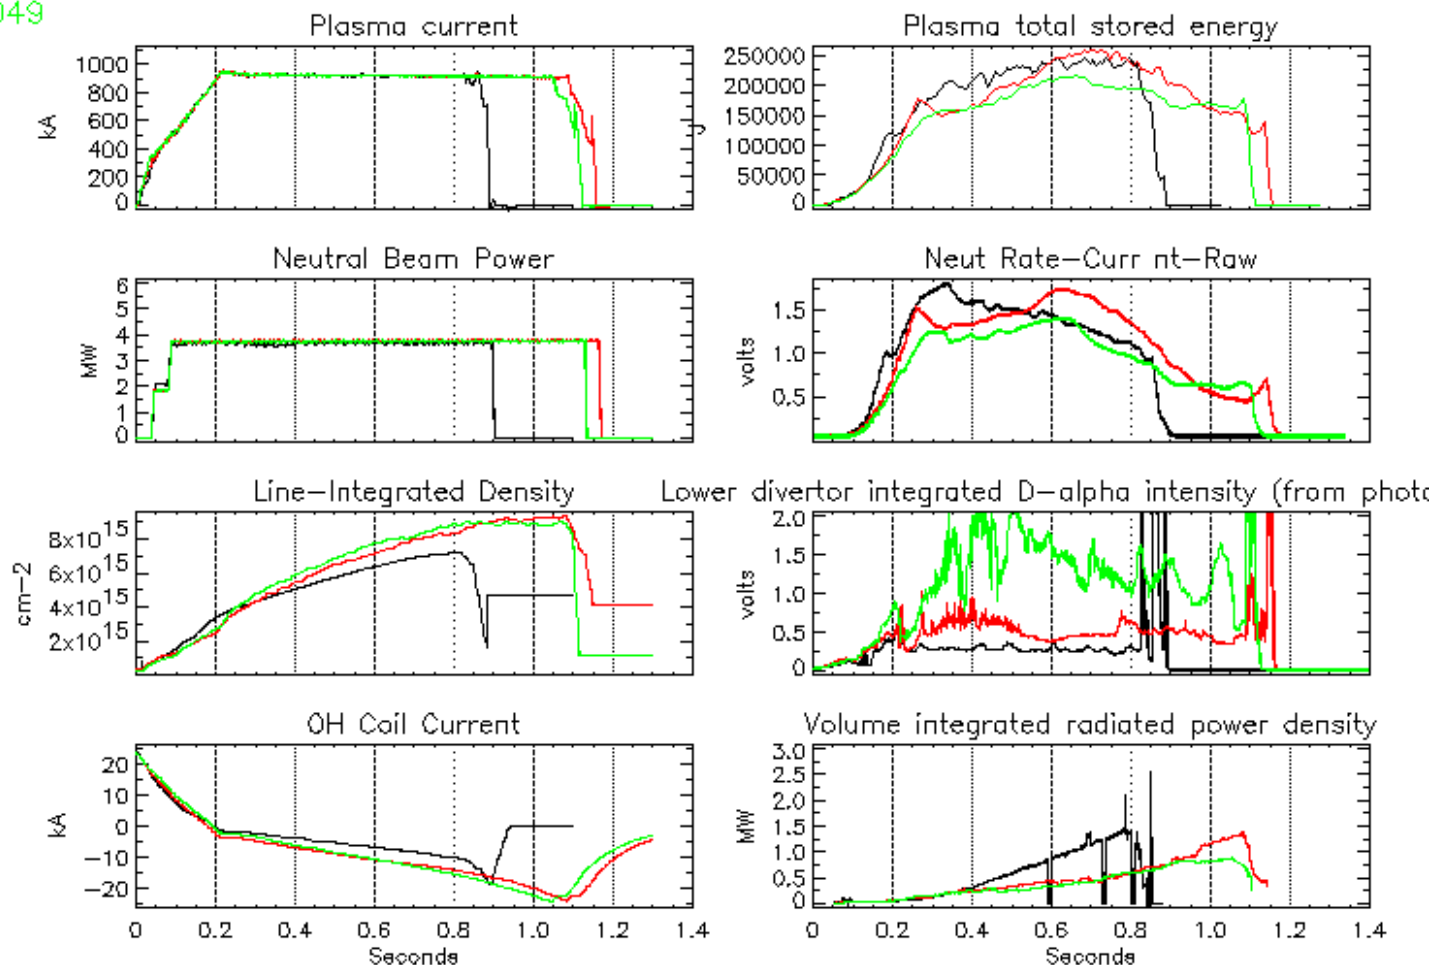 049
Plasma current
Plasma total stored energy
1000
800
600
400
200
0
kA
250000
200000
150000
100000
50000
0
Neutral Beam Power
Neut Rate-Curr nt-Raw
6
5
4
3
2
1
0
MW
1.5
1.0
0.5
volts
Line-Integrated Density
Lower divertor integrated D-alpha intensity (from photo
8x10^15
6x10^15
4x10^15
2x10^15
cm-2
2.0
1.5
1.0
0.5
0
volts
OH Coil Current
Volume integrated radiated power density
20
10
0
-10
-20
kA
3.0
2.5
2.0
1.5
1.0
0.5
0
MW
0 0.2 0.4 0.6 0.8 1.0 1.2 1.4
Seconds
0 0.2 0.4 0.6 0.8 1.0 1.2 1.4
Seconds